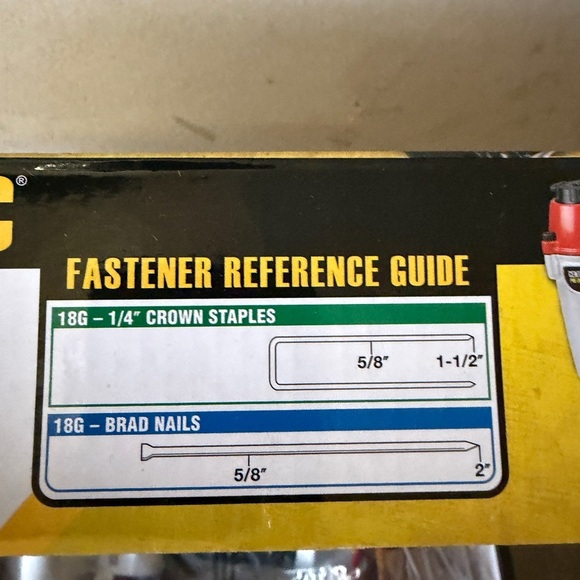 C®
FASTENER REFERENCE GUIDE
18G – 1/4″ CROWN STAPLES
5/8″ 1-1/2″
18G – BRAD NAILS
5/8″ 2″